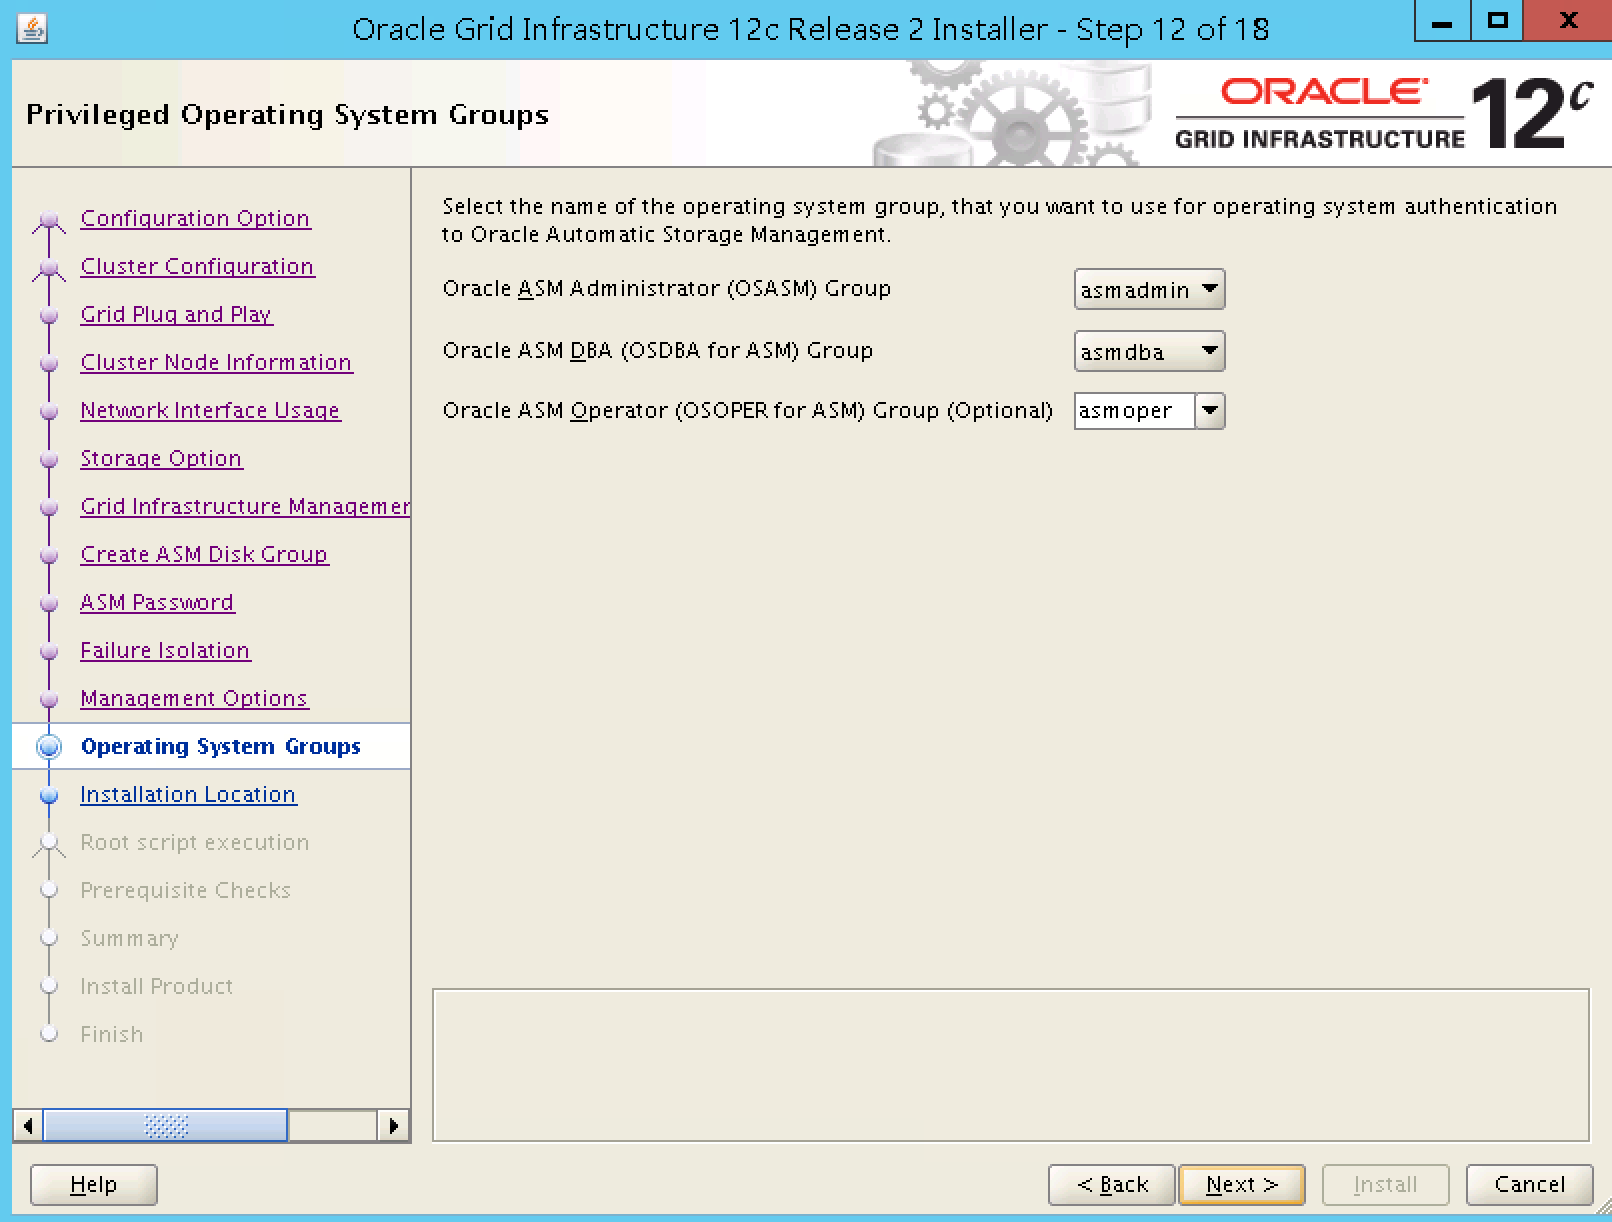 Oracle Grid Infrastructure 12c Release 2 Installer - Step 12 of 18
Privileged Operating System Groups
ORACLE
GRID INFRASTRUCTURE
12c
Configuration Option
Cluster Configuration
Grid Plug and Play
Cluster Node Information
Network Interface Usage
Storage Option
Grid Infrastructure Managemen
Create ASM Disk Group
ASM Password
Failure Isolation
Management Options
Operating System Groups
Installation Location
Root script execution
Prerequisite Checks
Summary
Install Product
Finish
Select the name of the operating system group, that you want to use for operating system authentication
to Oracle Automatic Storage Management.
Oracle ASM Administrator (OSASM) Group
asmadmin
Oracle ASM DBA (OSDBA for ASM) Group
asmdba
Oracle ASM Operator (OSOPER for ASM) Group (Optional)
asmoper
Help
< Back
Next >
Install
Cancel